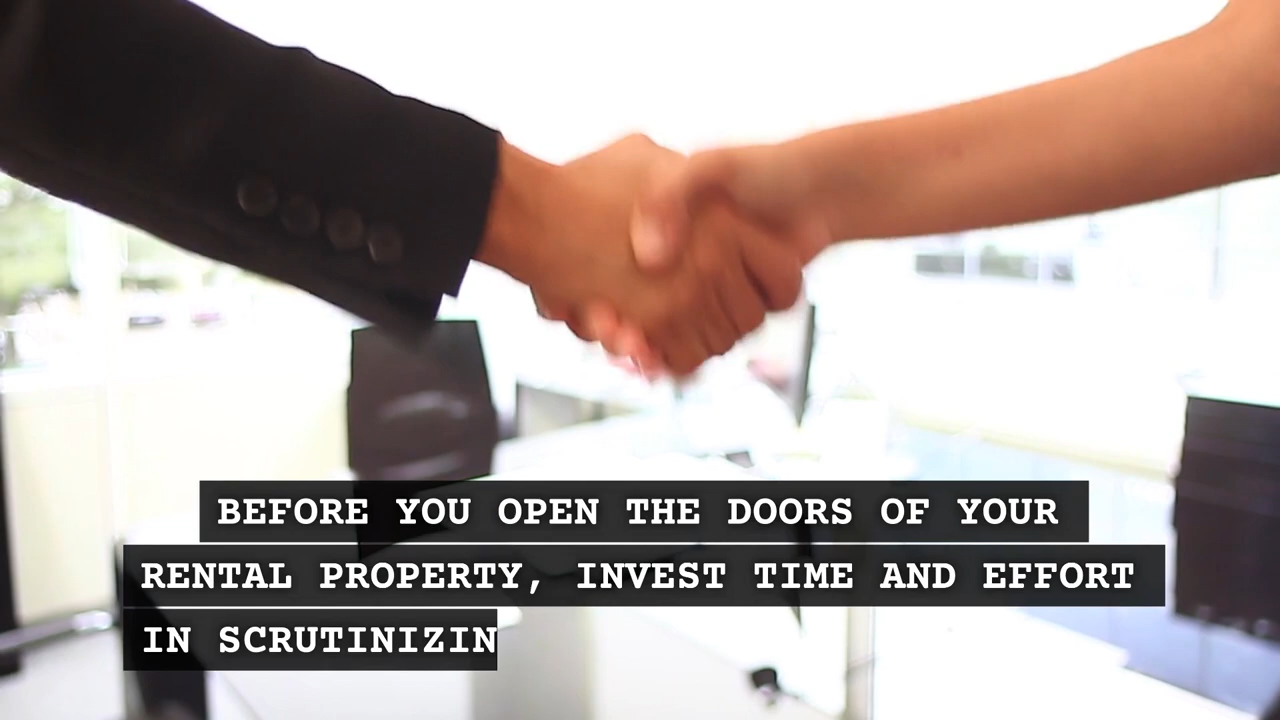 BEFORE YOU OPEN THE DOORS OF YOUR
RENTAL PROPERTY, INVEST TIME AND EFFORT
IN SCRUTINIZIN